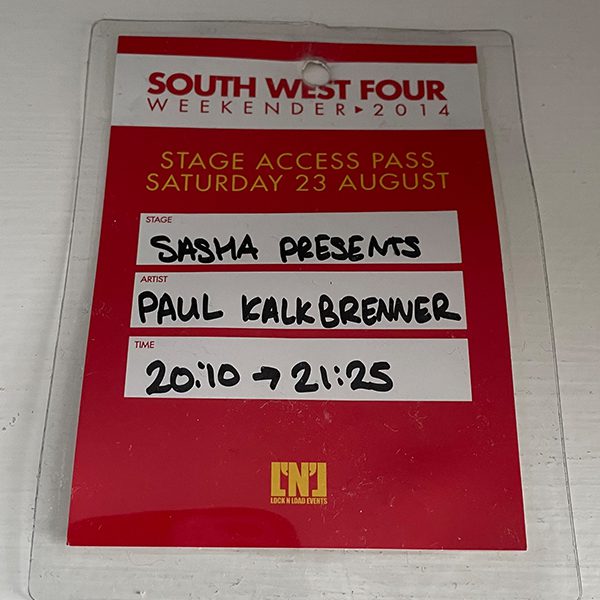 SOUTH WEST FOUR
WEEKENDER ▸ 2014
STAGE ACCESS PASS
SATURDAY 23 AUGUST
STAGE
SASHA PRESENTS
ARTIST
PAUL KALKBRENNER
TIME
20:10 → 21:25
L'N'L
LOCK N LOAD EVENTS